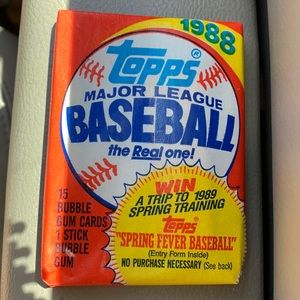 1988
Topps®
MAJOR LEAGUE
BASEBALL
the Real one!
WIN
A TRIP TO 1989
SPRING TRAINING
Topps
"SPRING FEVER BASEBALL"
(Entry Form Inside)
NO PURCHASE NECESSARY (See back)
15
BUBBLE
GUM CARDS
1 STICK
BUBBLE
GUM